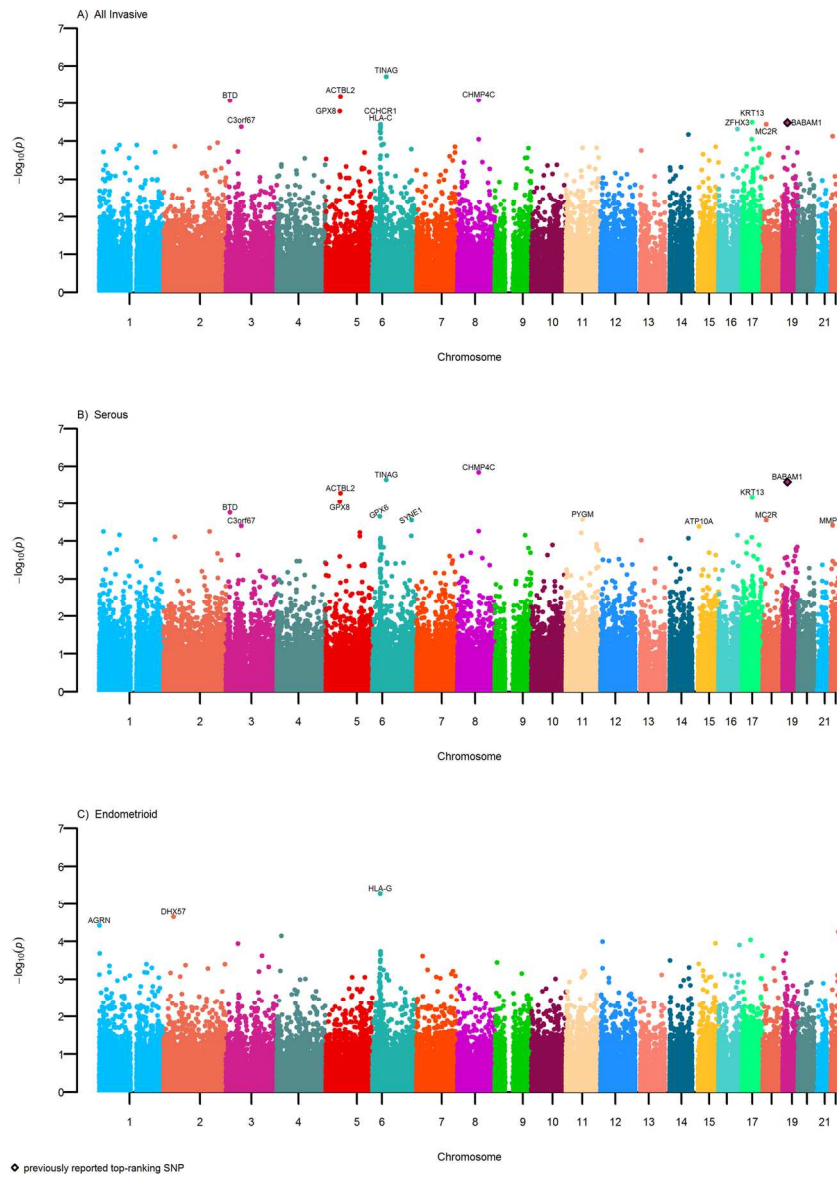 A) All Invasive
7
6
5
4
3
2
1
0
−log10(p)
TINAG
BTD
ACTBL2
CHMP4C
C3orf67
GPX8
CCHCR1
HLA-C
KRT13
ZFHX3
MC2R
BABAM1
1 2 3 4 5 6 7 8 9 10 11 12 13 14 15 16 17 19 21
Chromosome
B) Serous
7
6
5
4
3
2
1
0
−log10(p)
CHMP4C
TINAG
BABAM1
ACTBL2
KRT13
BTD
GPX8
C3orf67
GPX6
SYNE1
PYGM
ATP10A
MC2R
MMP
1 2 3 4 5 6 7 8 9 10 11 12 13 14 15 16 17 19 21
Chromosome
C) Endometrioid
7
6
5
4
3
2
1
0
−log10(p)
HLA-G
DHX57
AGRN
1 2 3 4 5 6 7 8 9 10 11 12 13 14 15 16 17 19 21
Chromosome
previously reported top-ranking SNP